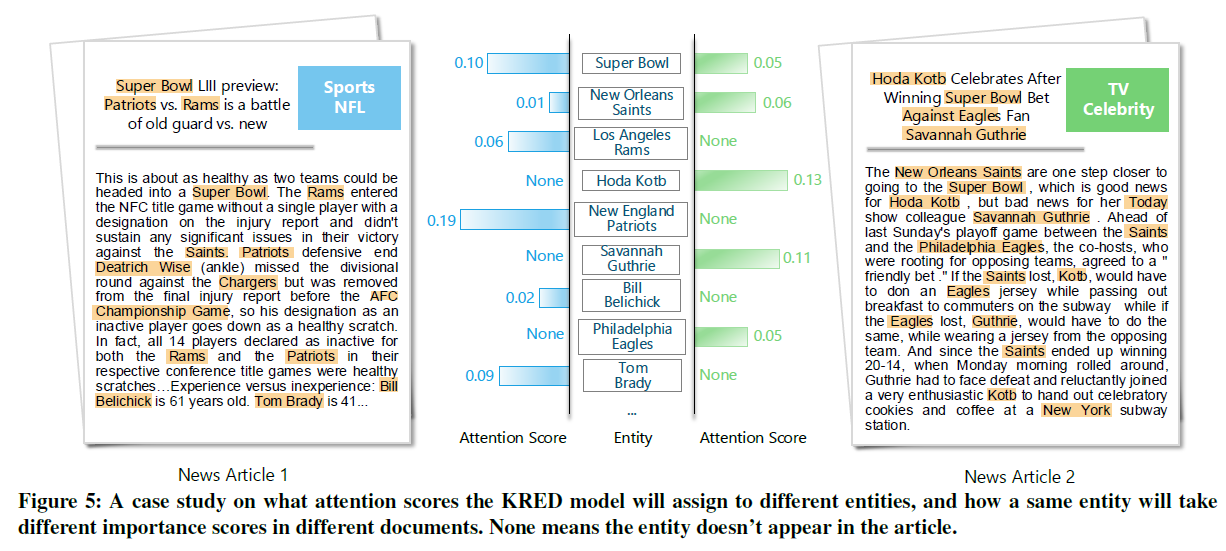 Super Bowl LIII preview:
Patriots vs. Rams is a battle
of old guard vs. new
Sports
NFL
This is about as healthy as two teams could be
headed into a Super Bowl. The Rams entered
the NFC title game without a single player with a
designation on the injury report and didn't
sustain any significant issues in their victory
against the Saints. Patriots defensive end
Deatrich Wise (ankle) missed the divisional
round against the Chargers but was removed
from the final injury report before the AFC
Championship Game, so his designation as an
inactive player goes down as a healthy scratch.
In fact, all 14 players declared as inactive for
both the Rams and the Patriots in their
respective conference title games were healthy
scratches...Experience versus inexperience: Bill
Belichick is 61 years old. Tom Brady is 41...
News Article 1
0.10 Super Bowl 0.05
0.01 New Orleans Saints 0.06
0.06 Los Angeles Rams None
None Hoda Kotb 0.13
0.19 New England Patriots None
None Savannah Guthrie 0.11
0.02 Bill Belichick None
None Philadelphia Eagles 0.05
0.09 Tom Brady None
...
Attention Score Entity Attention Score
Hoda Kotb Celebrates After
Winning Super Bowl Bet
Against Eagles Fan
Savannah Guthrie
TV
Celebrity
The New Orleans Saints are one step closer to
going to the Super Bowl , which is good news
for Hoda Kotb , but bad news for her Today
show colleague Savannah Guthrie . Ahead of
last Sunday's playoff game between the Saints
and the Philadelphia Eagles, the co-hosts, who
were rooting for opposing teams, agreed to a "
friendly bet ." If the Saints lost, Kotb, would have
to don an Eagles jersey while passing out
breakfast to commuters on the subway while if
the Eagles lost, Guthrie, would have to do the
same, while wearing a jersey from the opposing
team. And since the Saints ended up winning
20-14, when Monday morning rolled around,
Guthrie had to face defeat and reluctantly joined
a very enthusiastic Kotb to hand out celebratory
cookies and coffee at a New York subway
station.
News Article 2
Figure 5: A case study on what attention scores the KRED model will assign to different entities, and how a same entity will take
different importance scores in different documents. None means the entity doesn't appear in the article.